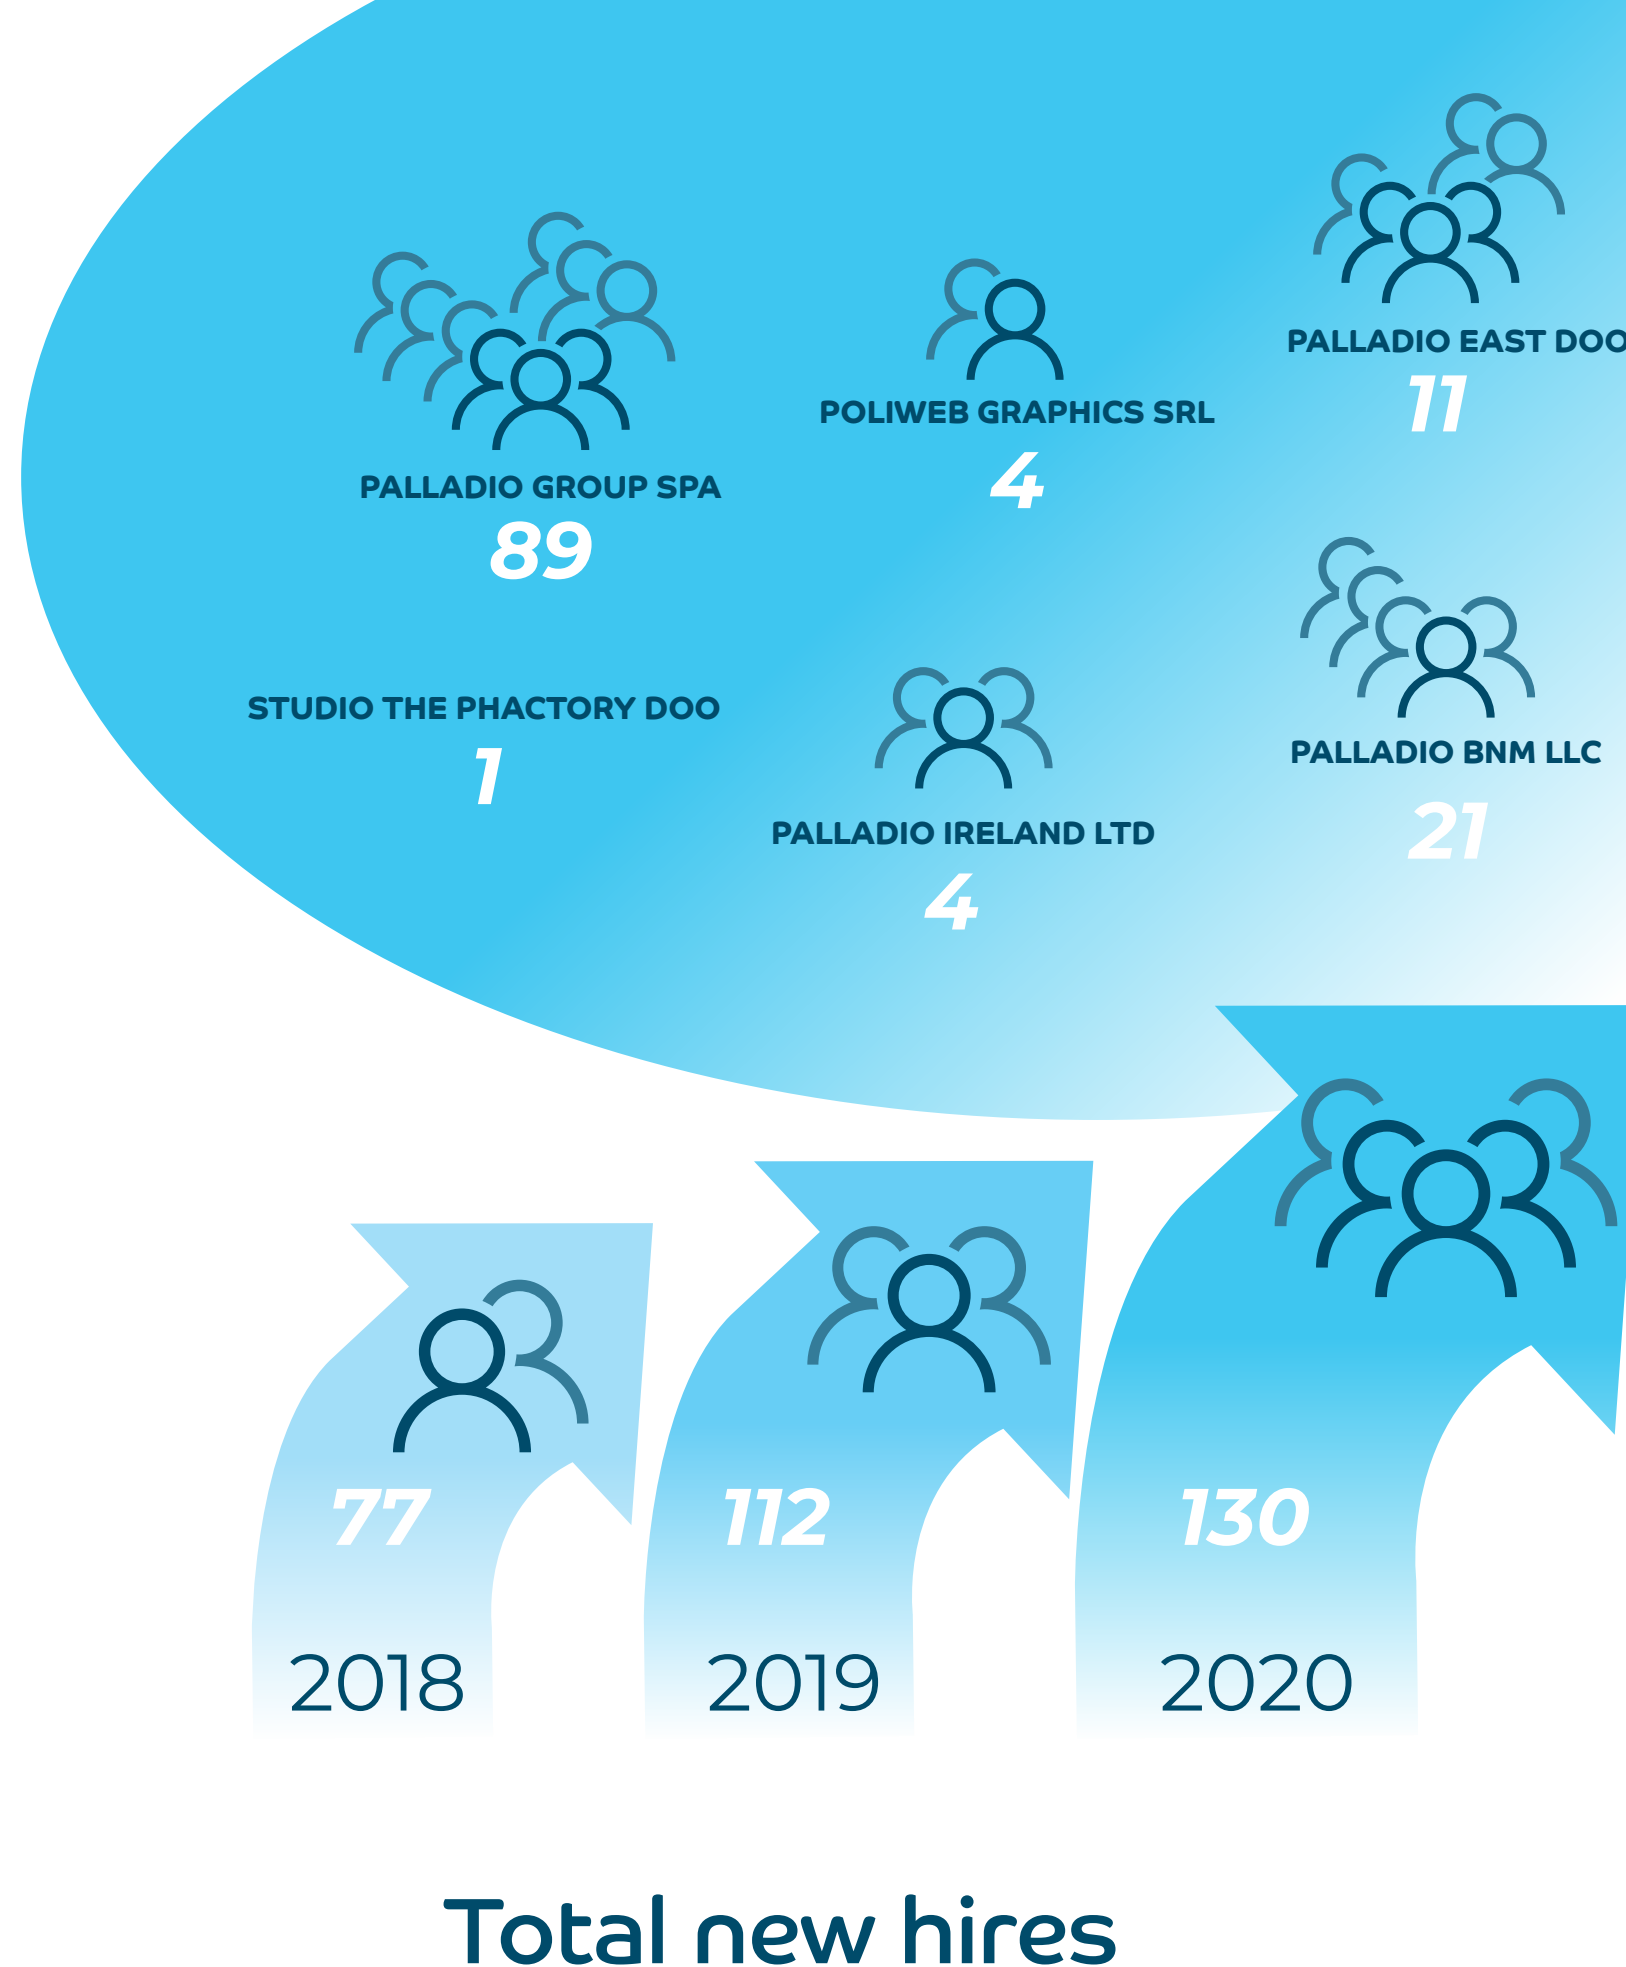 PALLADIO EAST DOO
11
POLIWEB GRAPHICS SRL
4
PALLADIO GROUP SPA
89
STUDIO THE PHACTORY DOO
1
PALLADIO BNM LLC
21
PALLADIO IRELAND LTD
4
77
112
130
2018
2019
2020
Total new hires